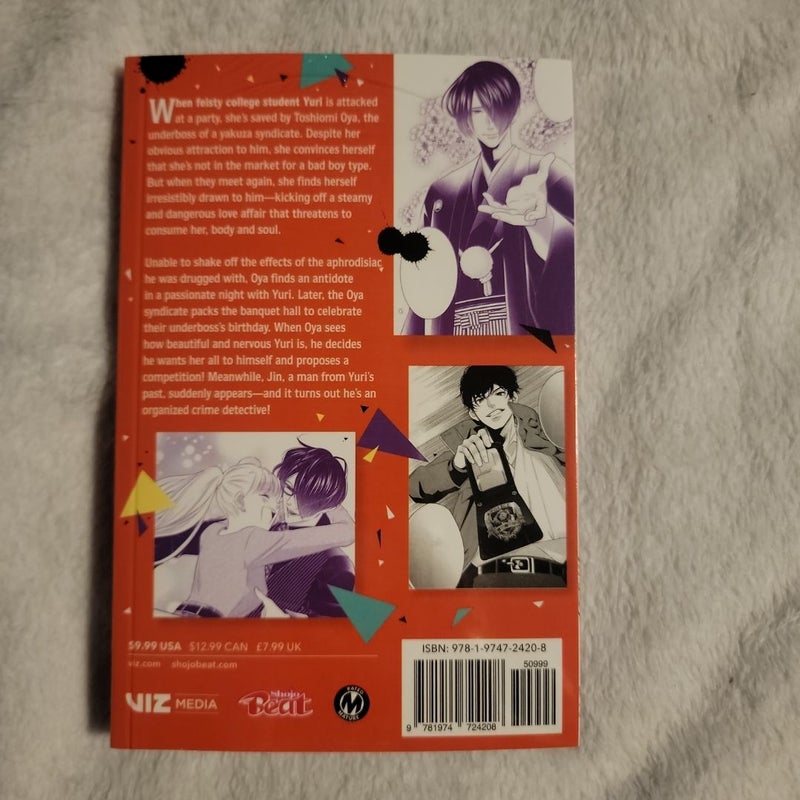 When feisty college student Yuri is attacked
at a party, she's saved by Toshiomi Oya, the
underboss of a yakuza syndicate. Despite her
obvious attraction to him, she convinces herself
that she's not in the market for a bad boy type.
But when they meet again, she finds herself
irresistibly drawn to him—kicking off a steamy
and dangerous love affair that threatens to
consume her, body and soul.
Unable to shake off the effects of the aphrodisiac
he was drugged with, Oya finds an antidote
in a passionate night with Yuri. Later, the Oya
syndicate packs the banquet hall to celebrate
their underboss's birthday. When Oya sees
how beautiful and nervous Yuri is, he decides
he wants her all to himself and proposes a
competition! Meanwhile, Jin, a man from Yuri's
past, suddenly appears—and it turns out he's an
organized crime detective!
$9.99 USA $12.99 CAN £7.99 UK
viz.com shojobeat.com
VIZ MEDIA
Shojo
Beat
RATED
M
MATURE
ISBN: 978-1-9747-2420-8
50999
9 781974 724208